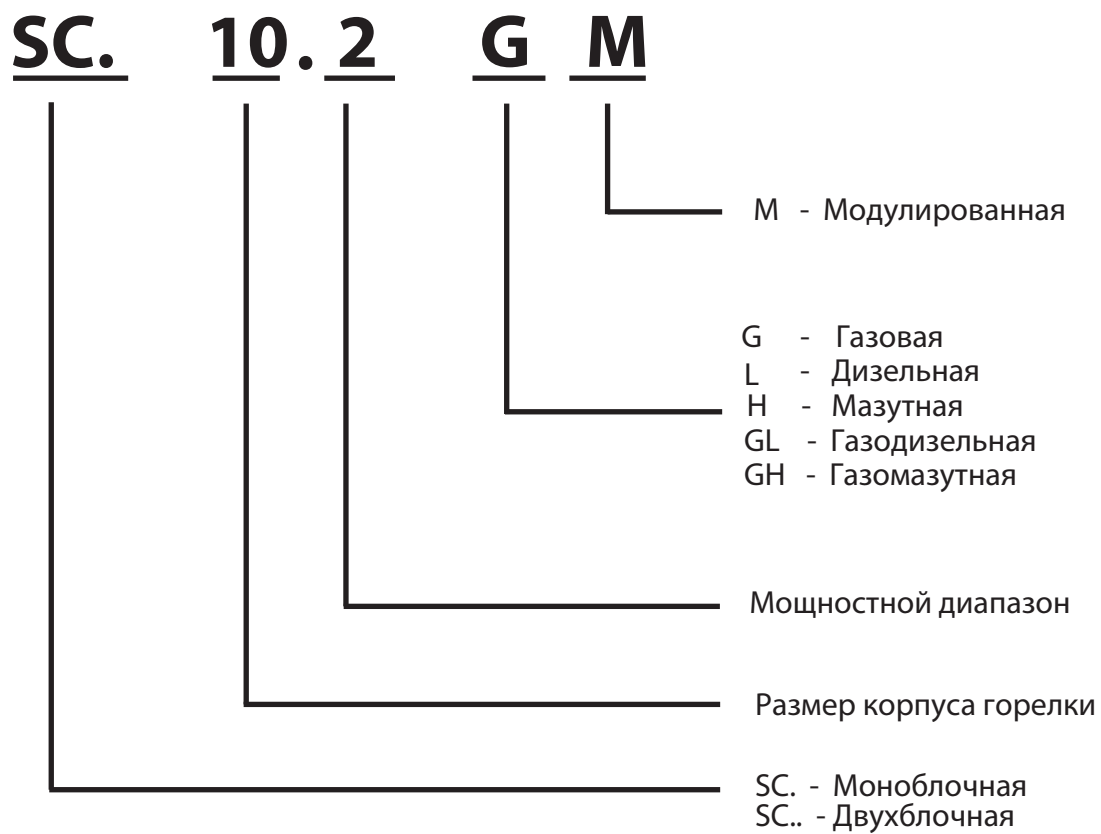 SC. 10.2 G M
M - Модулированная
G - Газовая
L - Дизельная
H - Мазутная
GL - Газодизельная
GH - Газомазутная
Мощностной диапазон
Размер корпуса горелки
SC. - Моноблочная
SC.. - Двухблочная